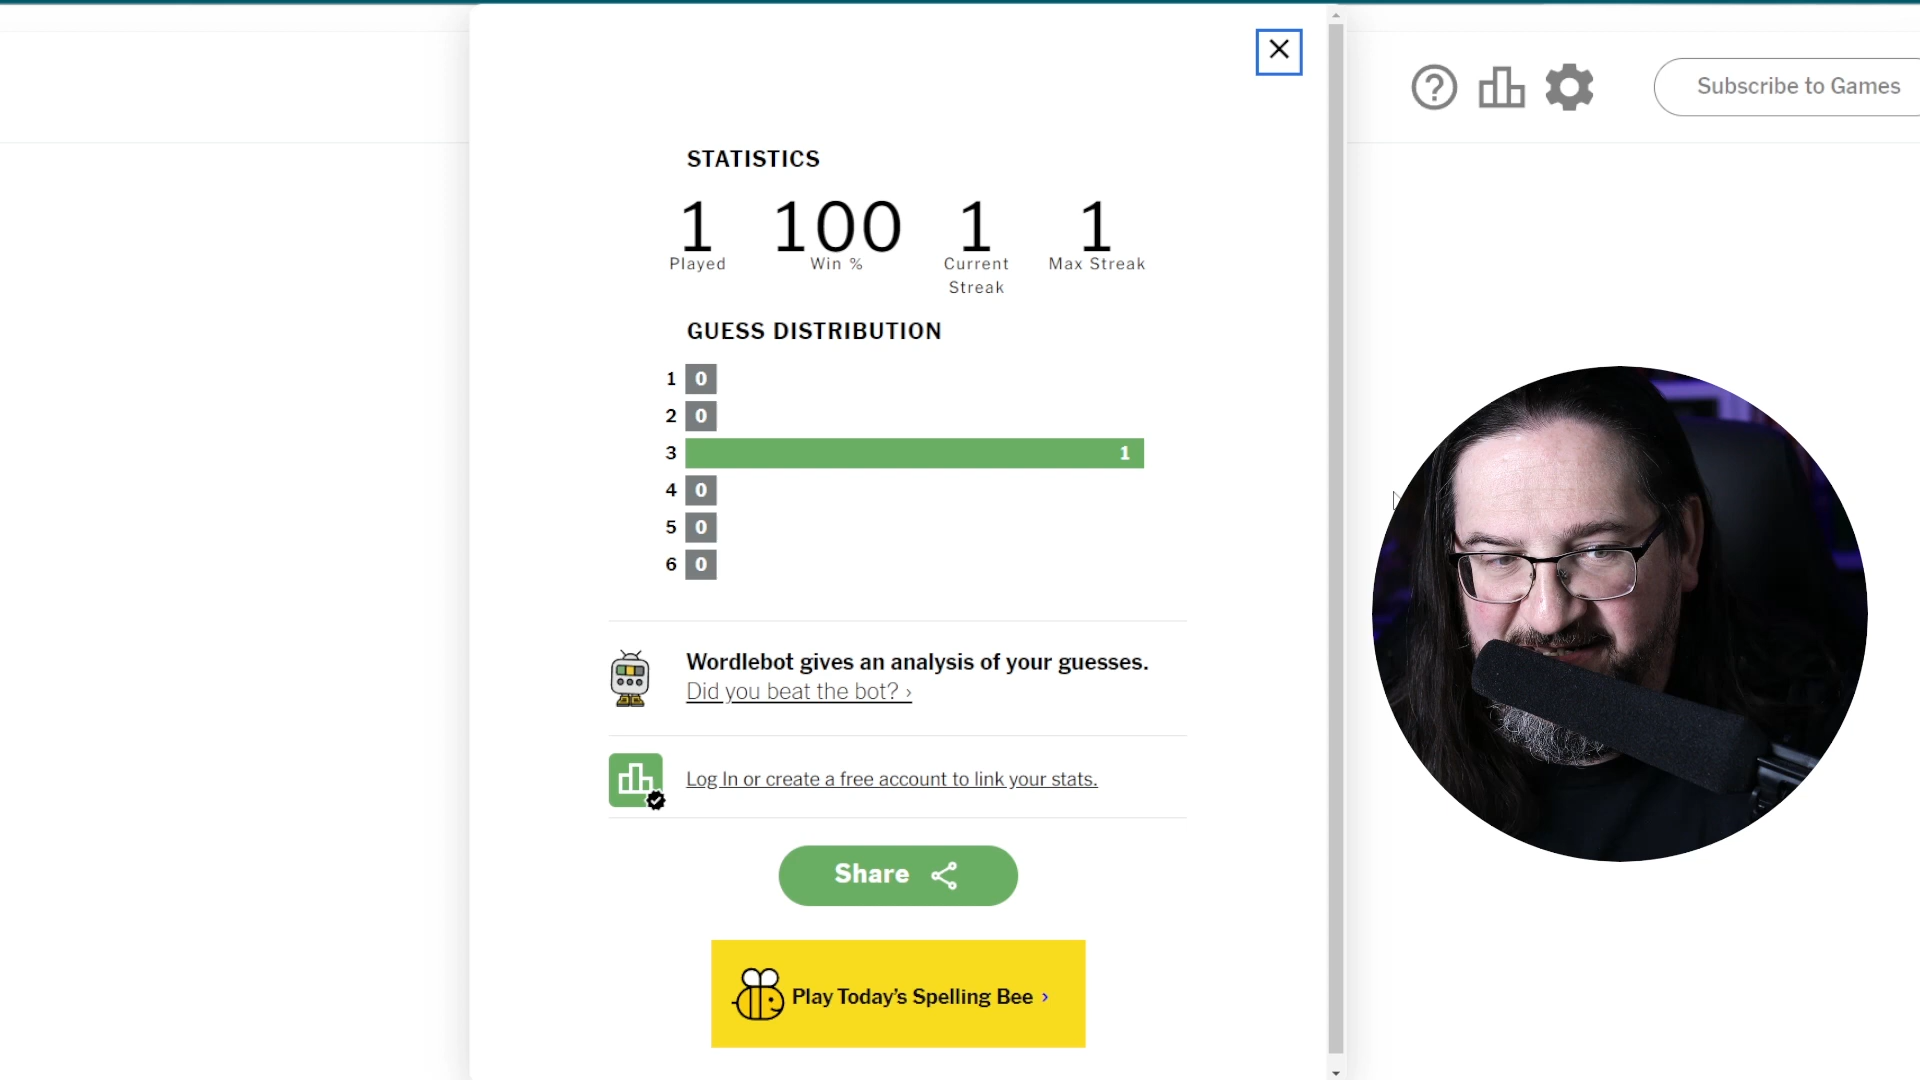 Subscribe to Games
STATISTICS
1 100 1 1
Played Win % Current Streak Max Streak
GUESS DISTRIBUTION
1 0
2 0
3 1
4 0
5 0
6 0
Wordlebot gives an analysis of your guesses.
Did you beat the bot? ›
Log In or create a free account to link your stats.
Share
Play Today’s Spelling Bee ›